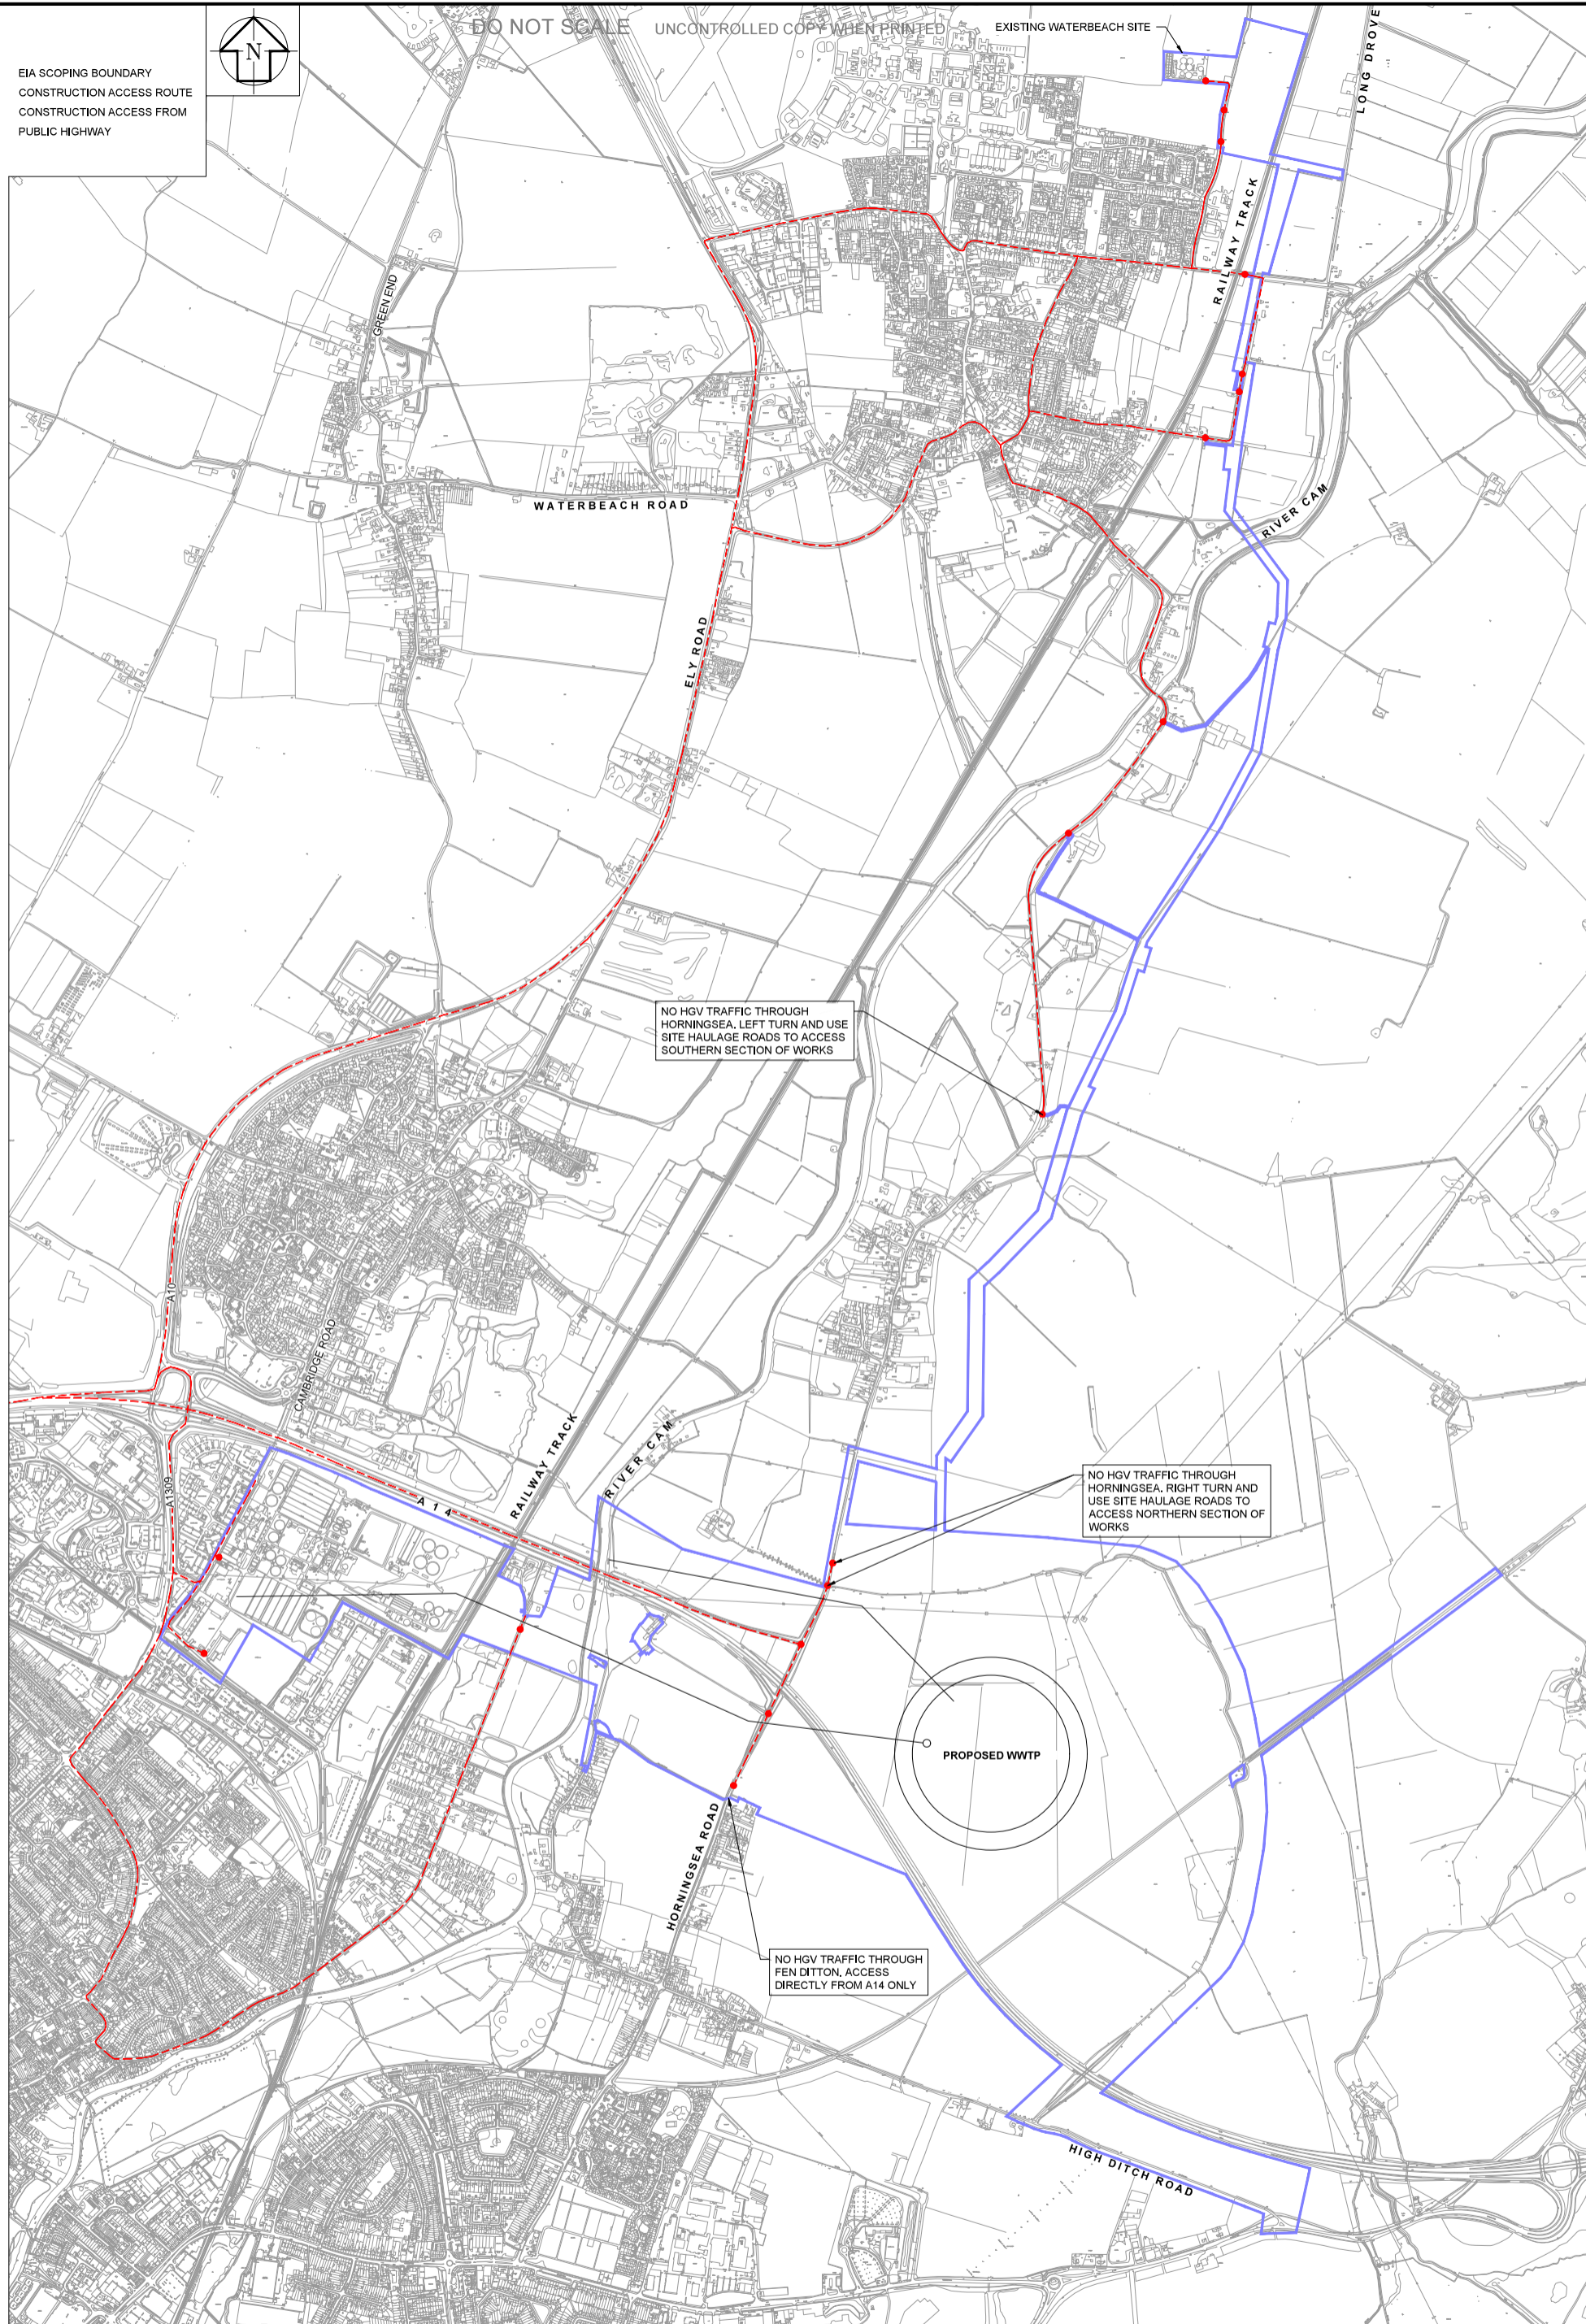 DO NOT SCALE
UNCONTROLLED COPY WHEN PRINTED
EXISTING WATERBEACH SITE
N
EIA SCOPING BOUNDARY
CONSTRUCTION ACCESS ROUTE
CONSTRUCTION ACCESS FROM
PUBLIC HIGHWAY
LONG DROVE
RAILWAY TRACK
GREEN END
WATERBEACH ROAD
RIVER CAM
ELY ROAD
NO HGV TRAFFIC THROUGH
HORNINGSEA. LEFT TURN AND USE
SITE HAULAGE ROADS TO ACCESS
SOUTHERN SECTION OF WORKS
A10
CAMBRIDGE ROAD
RAILWAY TRACK
RIVER CAM
A1309
A 1 4
NO HGV TRAFFIC THROUGH
HORNINGSEA. RIGHT TURN AND
USE SITE HAULAGE ROADS TO
ACCESS NORTHERN SECTION OF
WORKS
PROPOSED WWTP
HORNINGSEA ROAD
NO HGV TRAFFIC THROUGH
FEN DITTON, ACCESS
DIRECTLY FROM A14 ONLY
HIGH DITCH ROAD